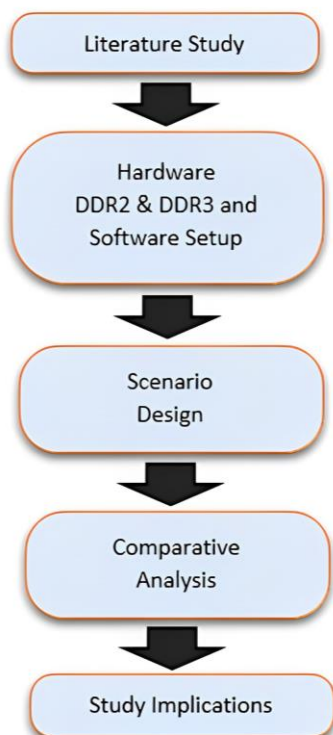 Literature Study
Hardware
DDR2 & DDR3 and
Software Setup
Scenario
Design
Comparative
Analysis
Study Implications